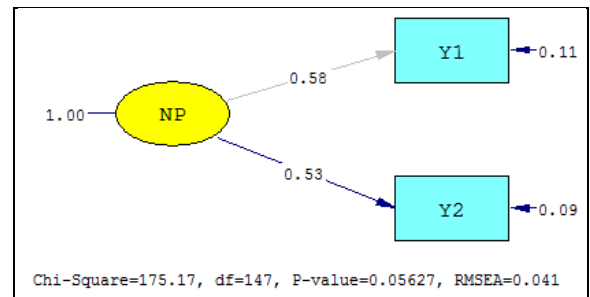 Y1
0.11
0.58
1.00
NP
0.53
Y2
0.09
Chi-Square=175.17, df=147, P-value=0.05627, RMSEA=0.041